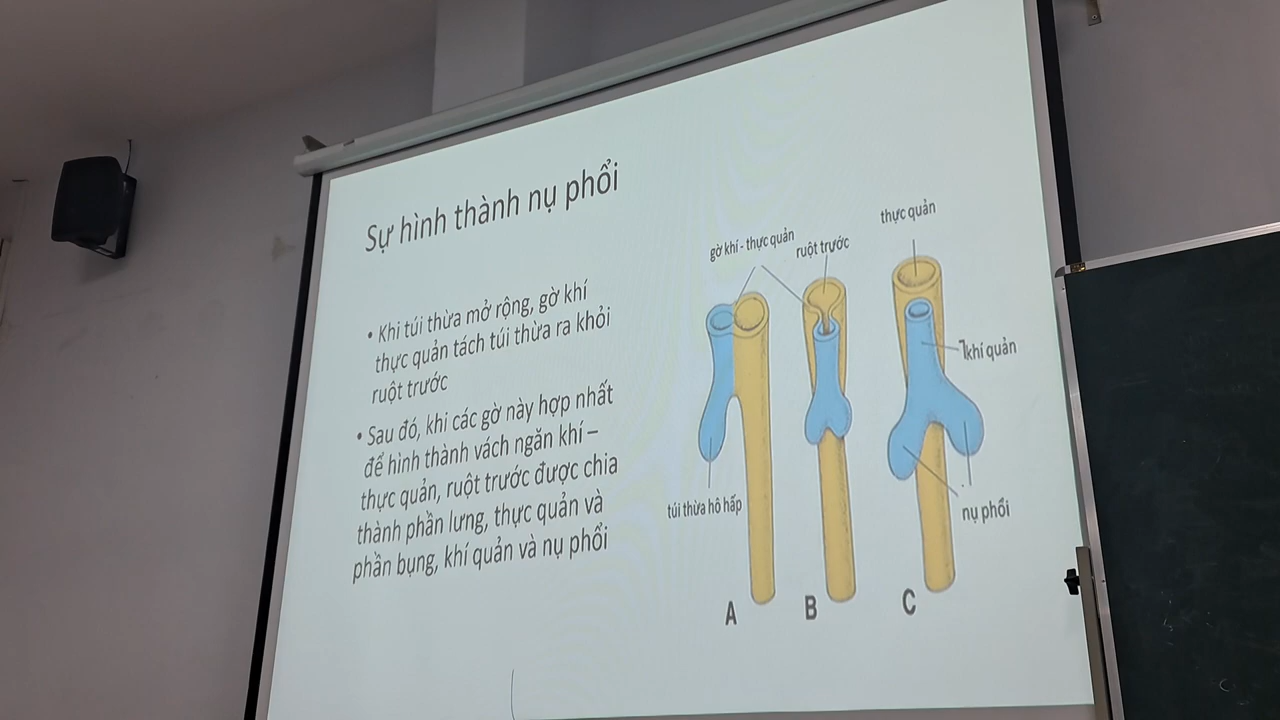 Sự hình thành nụ phổi
• Khi túi thừa mở rộng, gờ khí
thực quản tách túi thừa ra khỏi
ruột trước
• Sau đó, khi các gờ này hợp nhất
để hình thành vách ngăn khí –
thực quản, ruột trước được chia
thành phần lưng, thực quản và
phần bụng, khí quản và nụ phổi
gờ khí - thực quản
ruột trước
thực quản
khí quản
túi thừa hô hấp
nụ phổi
A
B
C